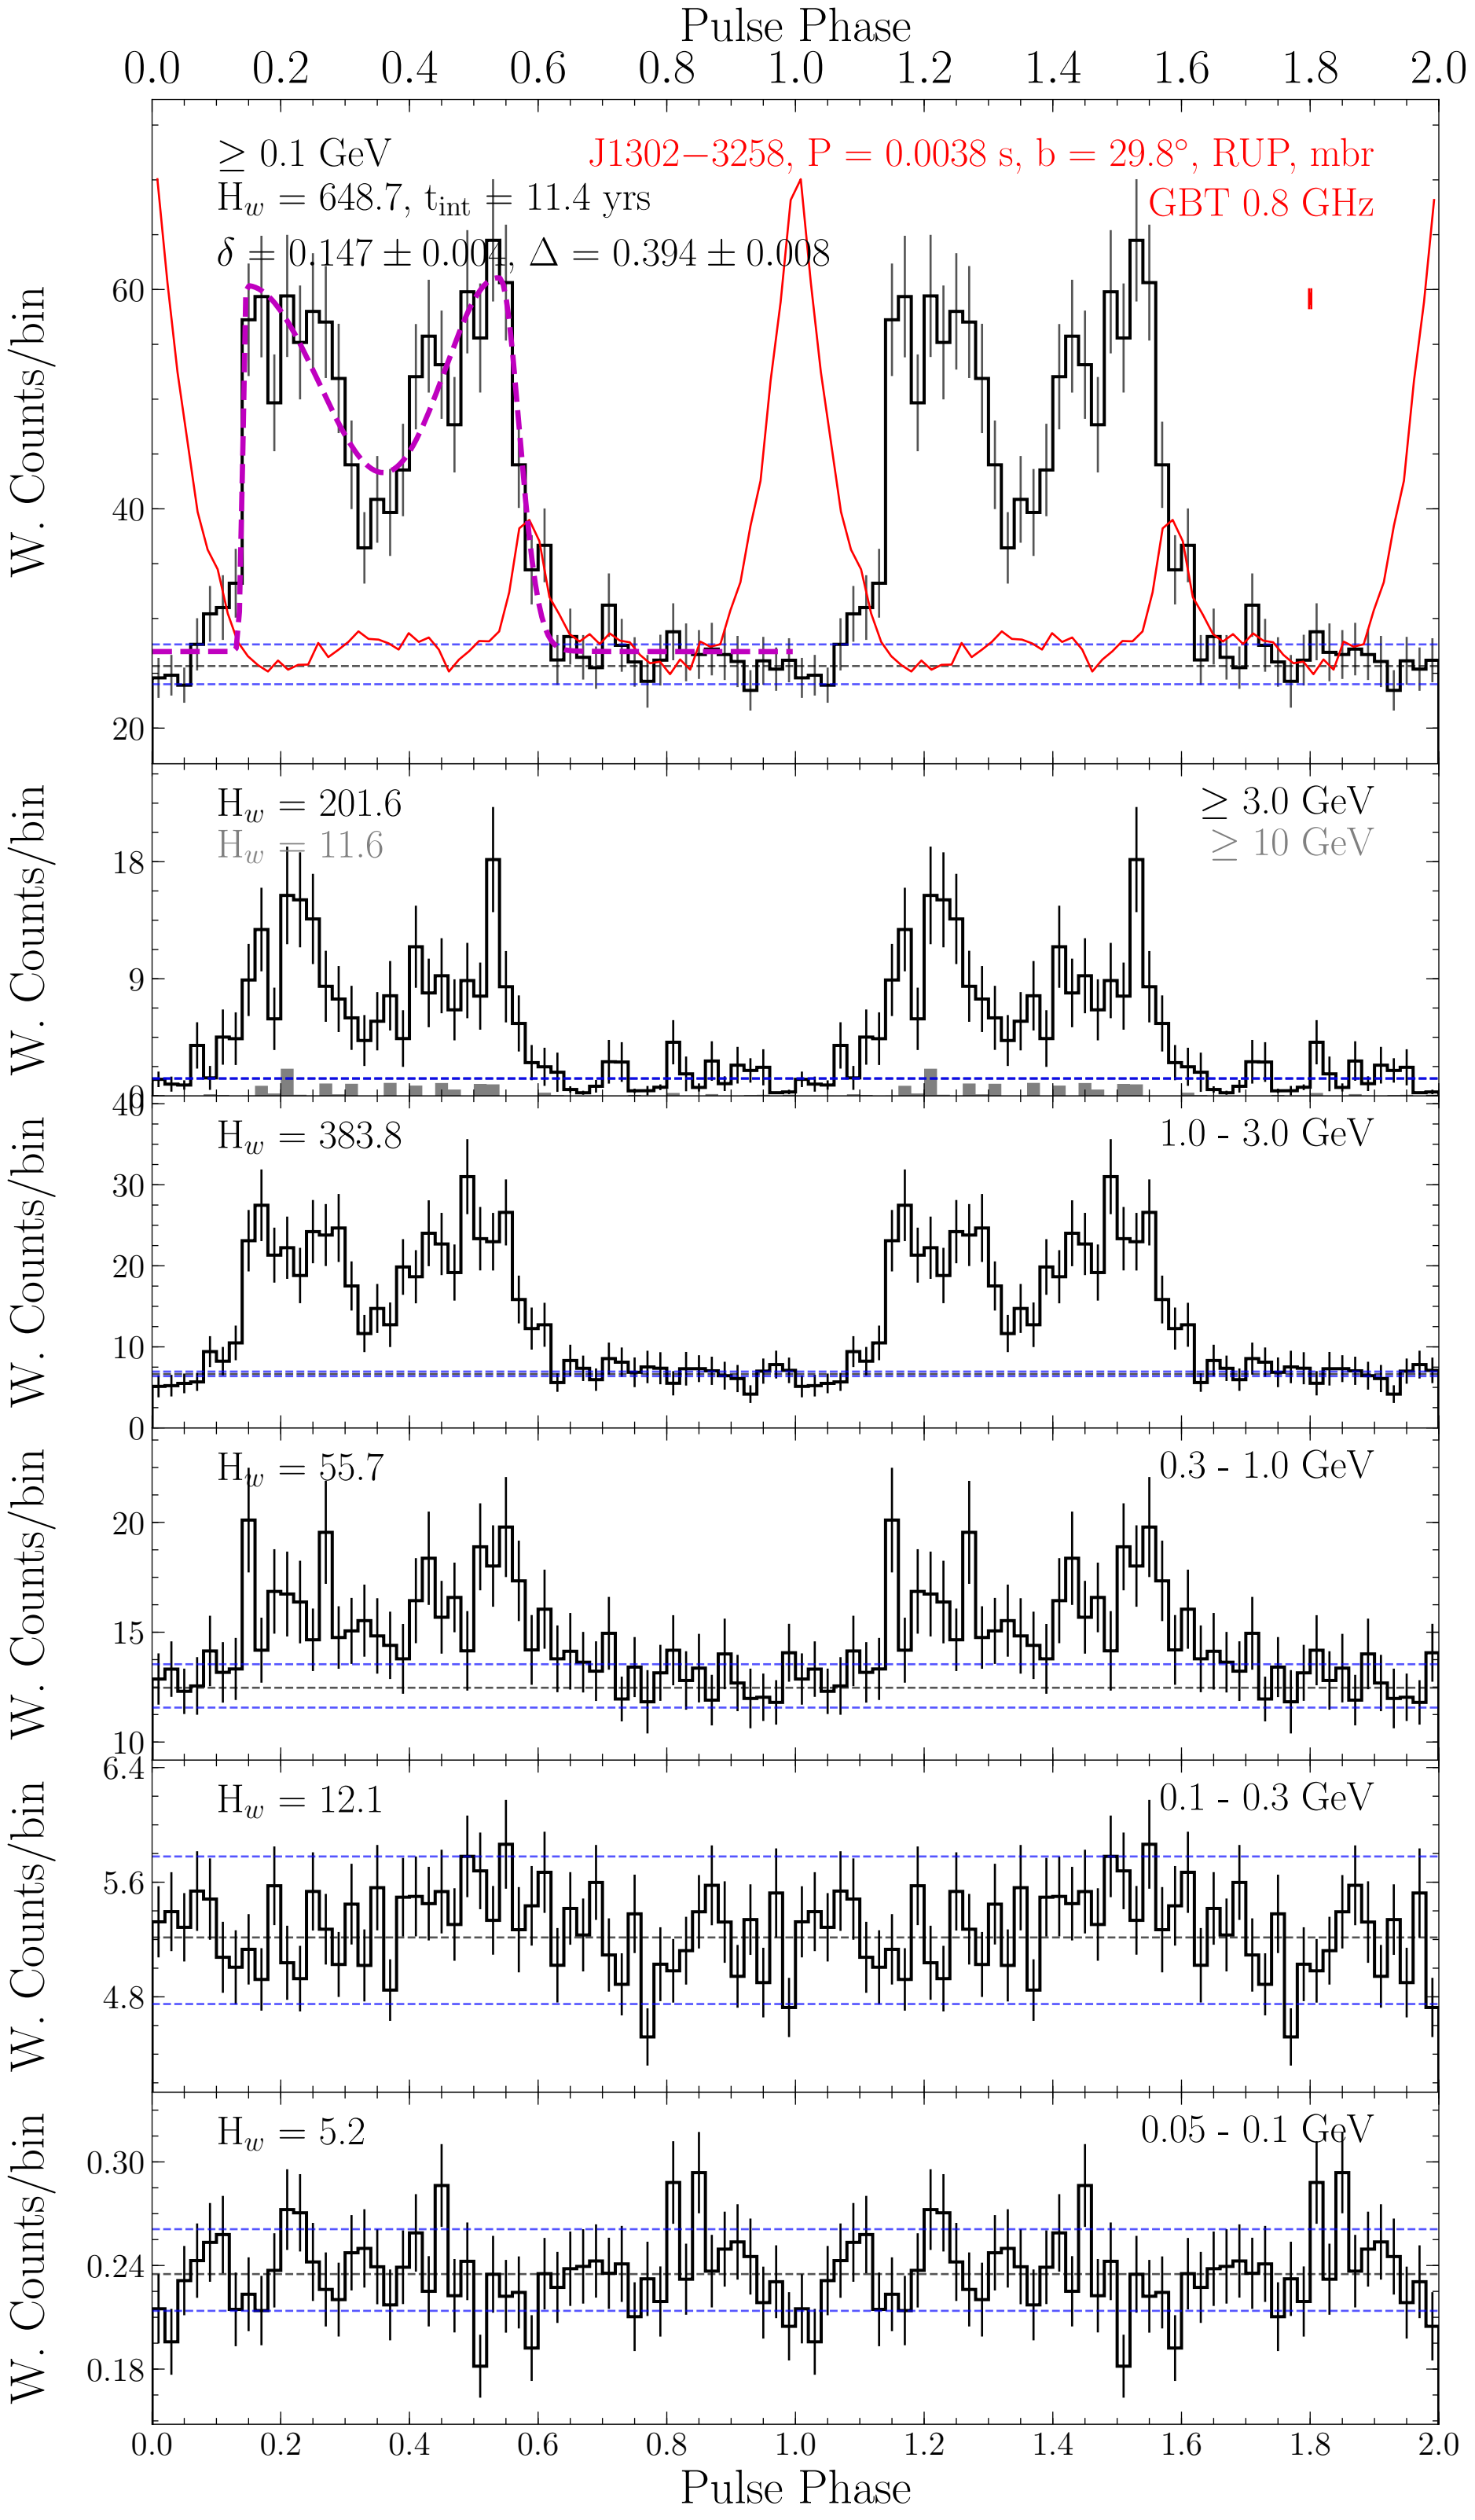 Pulse Phase
0.0 0.2 0.4 0.6 0.8 1.0 1.2 1.4 1.6 1.8 2.0
≥ 0.1 GeV
H_w = 648.7, t_int = 11.4 yrs
δ = 0.147 ± 0.004, Δ = 0.394 ± 0.008
J1302−3258, P = 0.0038 s, b = 29.8°, RUP, mbr
GBT 0.8 GHz
W. Counts/bin
60
40
20
H_w = 201.6
H_w = 11.6
≥ 3.0 GeV
≥ 10 GeV
W. Counts/bin
18
9
0
H_w = 383.8
1.0 - 3.0 GeV
W. Counts/bin
40
30
20
10
0
H_w = 55.7
0.3 - 1.0 GeV
W. Counts/bin
20
15
10
H_w = 12.1
0.1 - 0.3 GeV
W. Counts/bin
6.4
5.6
4.8
H_w = 5.2
0.05 - 0.1 GeV
W. Counts/bin
0.30
0.24
0.18
0.0 0.2 0.4 0.6 0.8 1.0 1.2 1.4 1.6 1.8 2.0
Pulse Phase